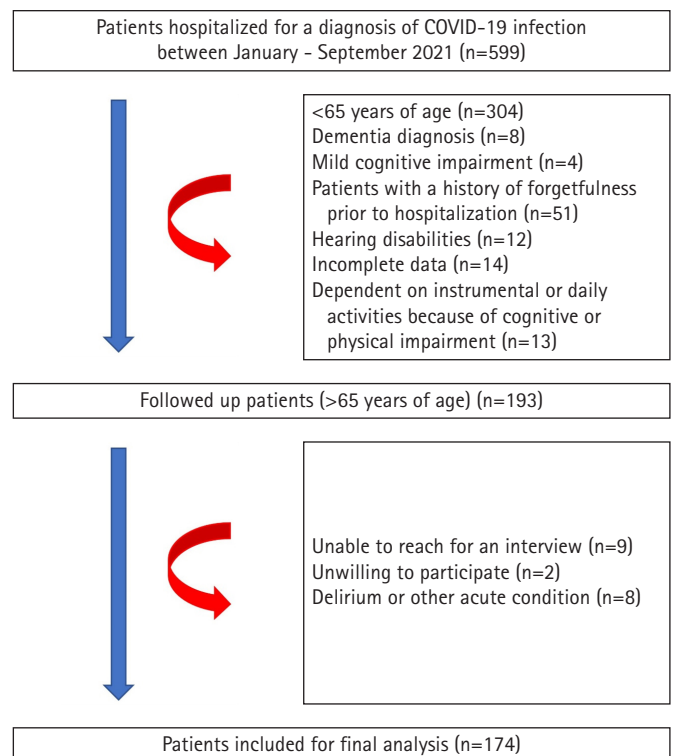 Patients hospitalized for a diagnosis of COVID-19 infection
between January - September 2021 (n=599)
<65 years of age (n=304)
Dementia diagnosis (n=8)
Mild cognitive impairment (n=4)
Patients with a history of forgetfulness
prior to hospitalization (n=51)
Hearing disabilities (n=12)
Incomplete data (n=14)
Dependent on instrumental or daily
activities because of cognitive or
physical impairment (n=13)
Followed up patients (>65 years of age) (n=193)
Unable to reach for an interview (n=9)
Unwilling to participate (n=2)
Delirium or other acute condition (n=8)
Patients included for final analysis (n=174)